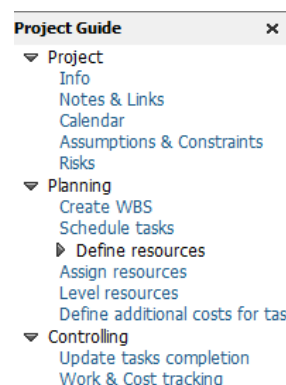 Project Guide
Project
Info
Notes & Links
Calendar
Assumptions & Constraints
Risks
Planning
Create WBS
Schedule tasks
Define resources
Assign resources
Level resources
Define additional costs for tas
Controlling
Update tasks completion
Work & Cost tracking